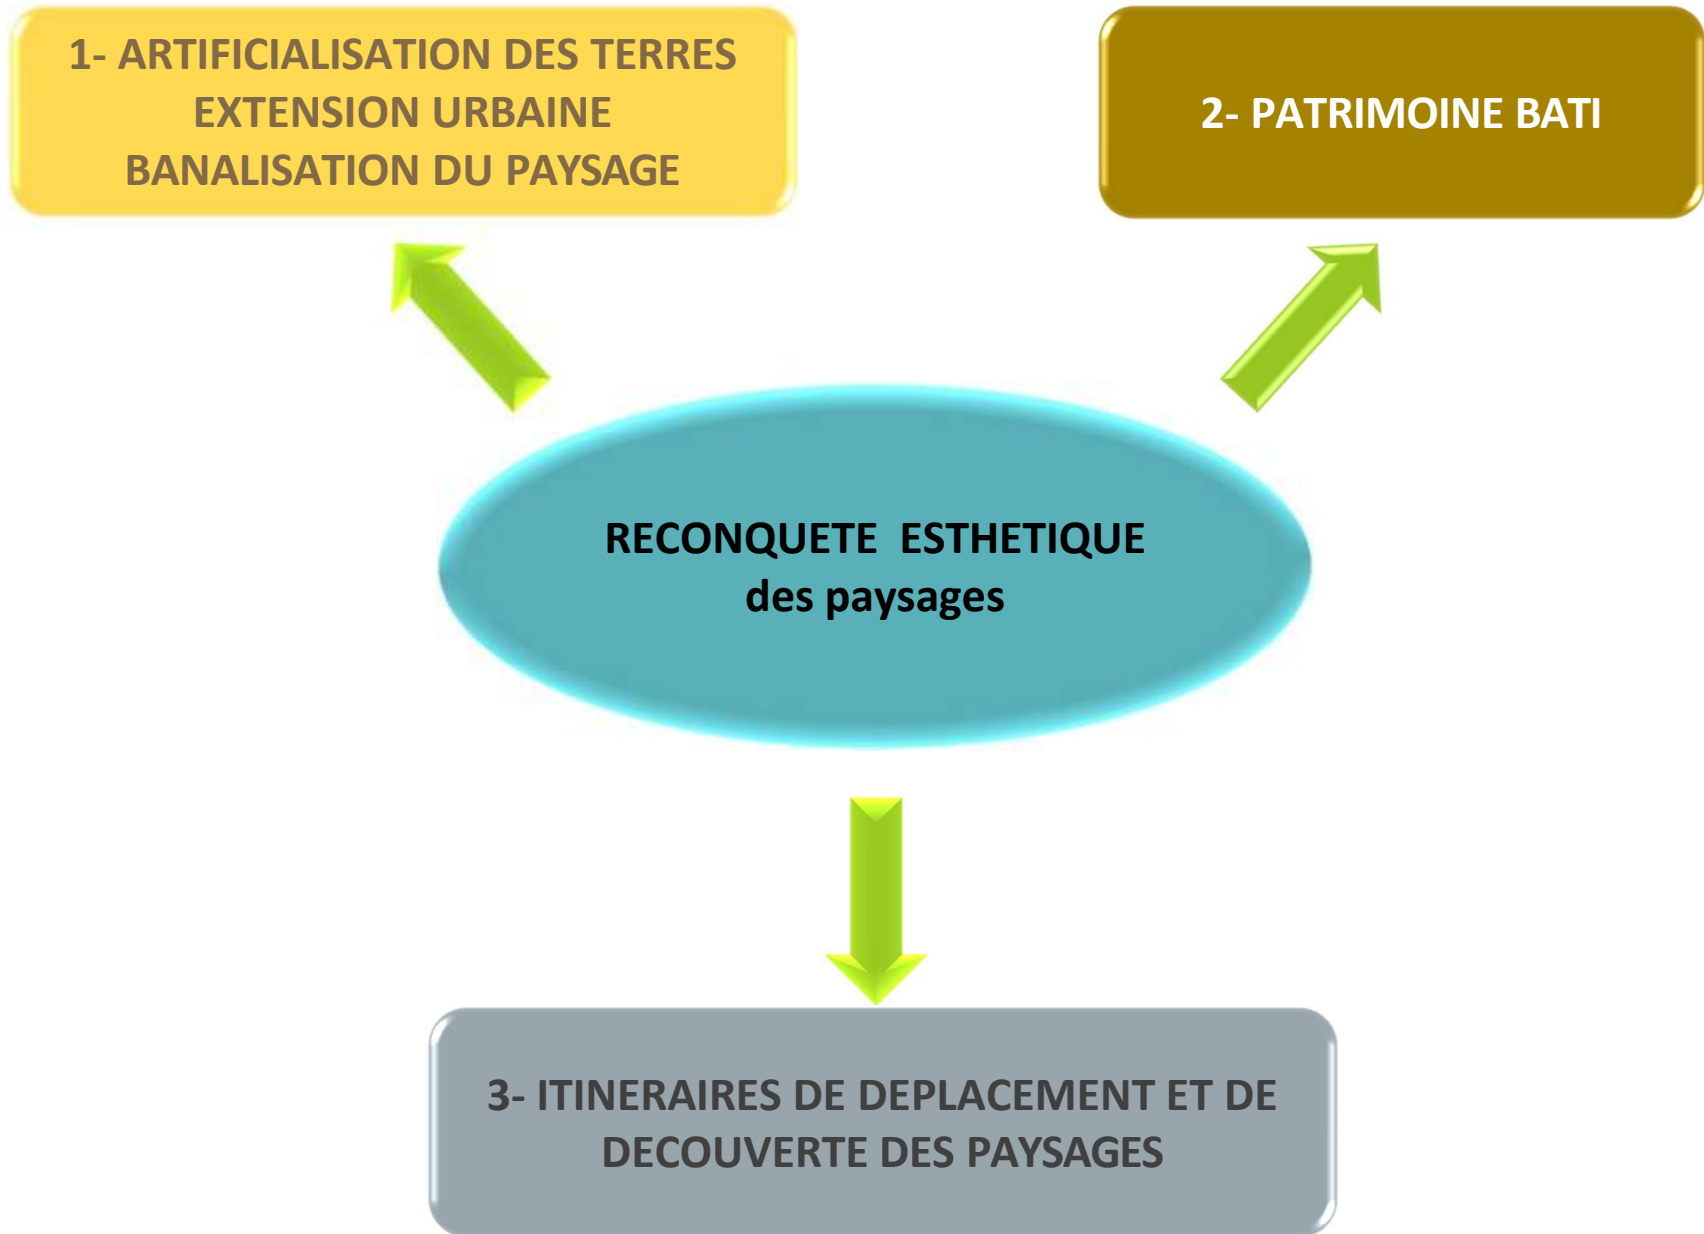 1- ARTIFICIALISATION DES TERRES
EXTENSION URBAINE
BANALISATION DU PAYSAGE
2- PATRIMOINE BATI
RECONQUETE  ESTHETIQUE
des paysages
3- ITINERAIRES DE DEPLACEMENT ET DE
DECOUVERTE DES PAYSAGES